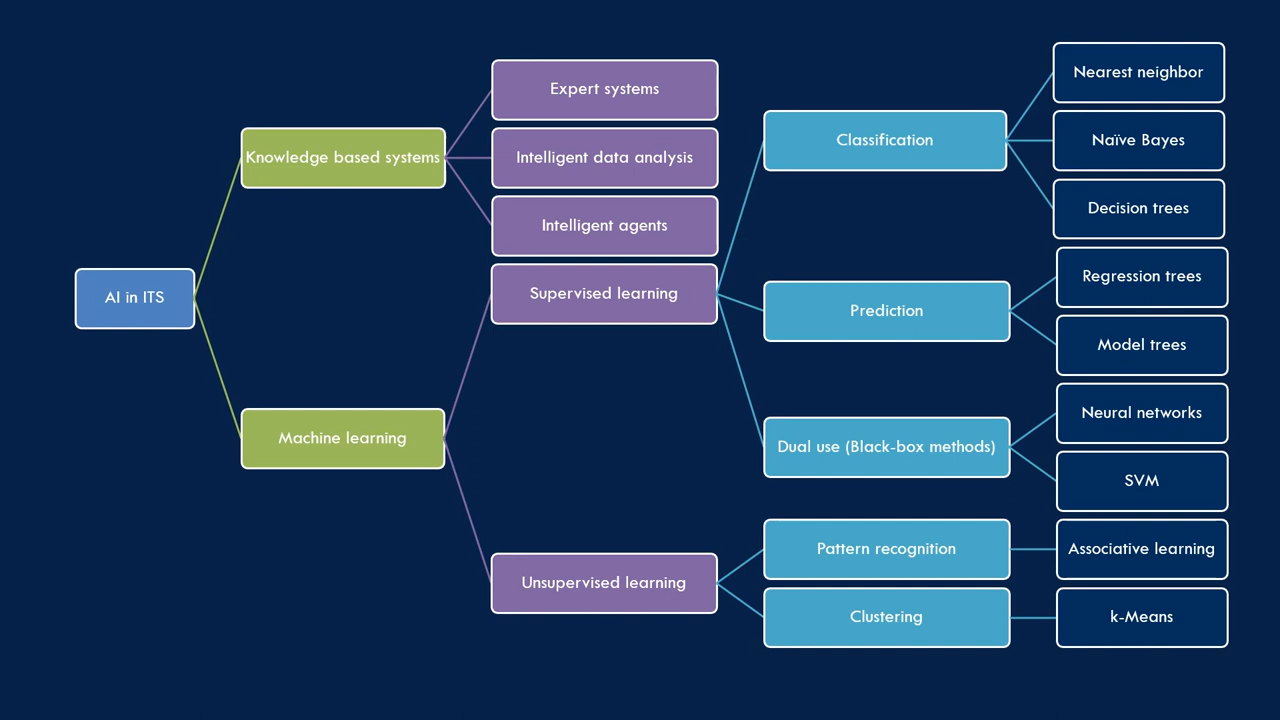 AI in ITS
Knowledge based systems
Expert systems
Intelligent data analysis
Intelligent agents
Machine learning
Supervised learning
Classification
Nearest neighbor
Naïve Bayes
Decision trees
Prediction
Regression trees
Model trees
Dual use (Black-box methods)
Neural networks
SVM
Unsupervised learning
Pattern recognition
Associative learning
Clustering
k-Means